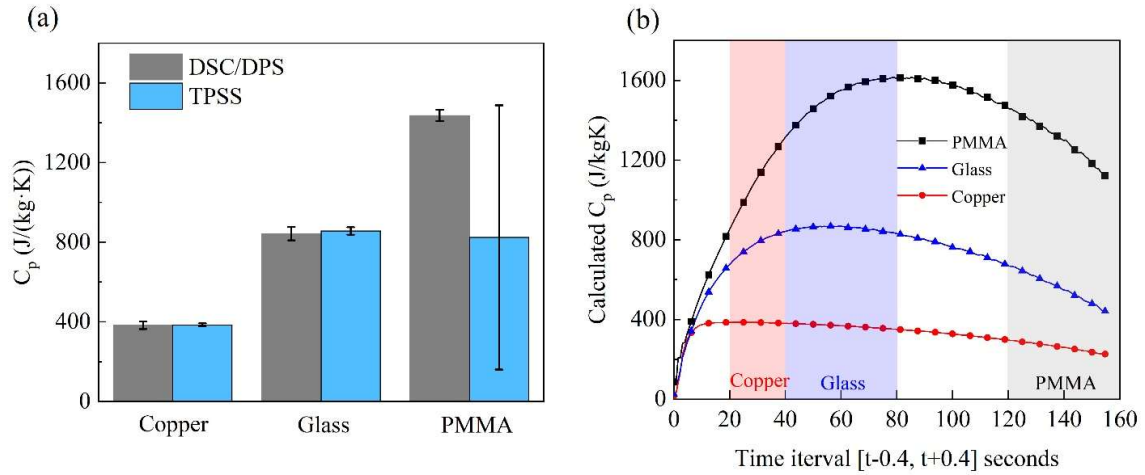 (a)
DSC/DPS
TPSS
1600
1200
800
400
0
C_p (J/(kg·K))
Copper
Glass
PMMA
(b)
1600
1200
800
400
0
Calculated C_p (J/kgK)
PMMA
Glass
Copper
Copper
Glass
PMMA
0 20 40 60 80 100 120 140 160
Time iterval [t-0.4, t+0.4] seconds